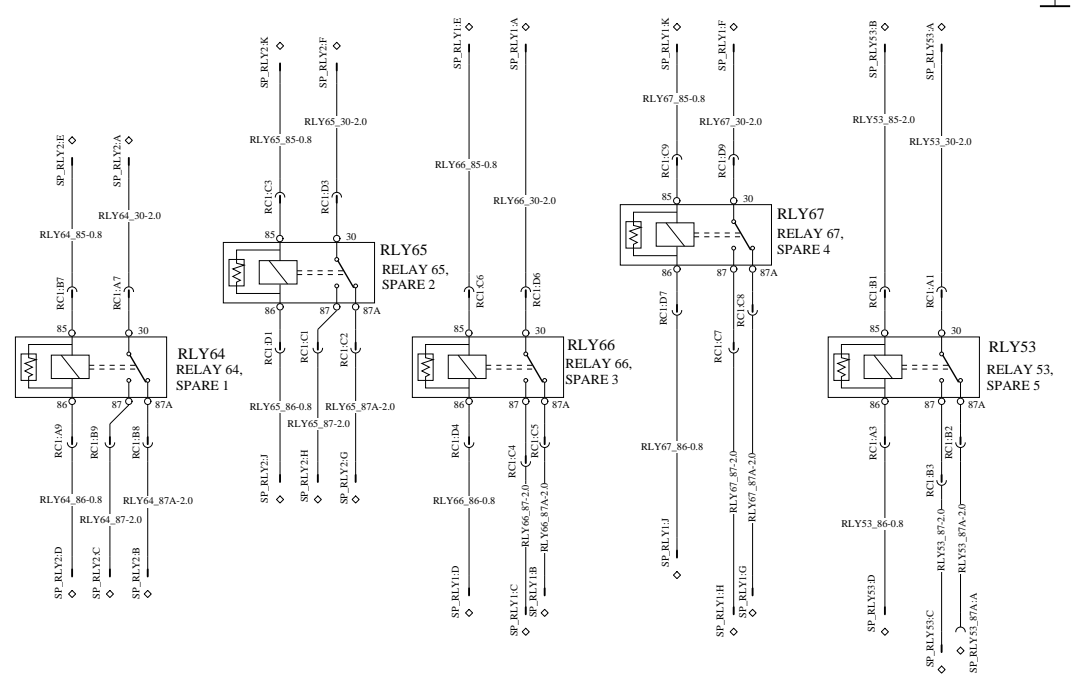 SP_RLY2:E
SP_RLY2:A
RLY64_30-2.0
RLY64_85-0.8
RC1:B7
RC1:A7
85
30
RLY64
RELAY 64,
SPARE 1
86
87
87A
RC1:A9
RC1:B9
RC1:B8
RLY64_86-0.8
RLY64_87A-2.0
RLY64_87-2.0
SP_RLY2:D
SP_RLY2:C
SP_RLY2:B
SP_RLY2:K
SP_RLY2:F
RLY65_30-2.0
RLY65_85-0.8
RC1:C3
RC1:D3
85
30
RLY65
RELAY 65,
SPARE 2
86
87
87A
RC1:D1
RC1:C1
RC1:C2
RLY65_86-0.8
RLY65_87A-2.0
RLY65_87-2.0
SP_RLY2:J
SP_RLY2:H
SP_RLY2:G
SP_RLY1:E
SP_RLY1:A
RLY66_85-0.8
RLY66_30-2.0
RC1:C6
RC1:D6
85
30
RLY66
RELAY 66,
SPARE 3
86
87
87A
RC1:D4
RC1:C4
RC1:C5
RLY66_86-0.8
RLY66_87-2.0
RLY66_87A-2.0
SP_RLY1:D
SP_RLY1:C
SP_RLY1:B
SP_RLY1:K
SP_RLY1:F
RLY67_85-0.8
RLY67_30-2.0
RC1:C9
RC1:D9
85
30
RLY67
RELAY 67,
SPARE 4
86
87
87A
RC1:D7
RC1:C7
RC1:C8
RLY67_86-0.8
RLY67_87-2.0
RLY67_87A-2.0
SP_RLY1:J
SP_RLY1:H
SP_RLY1:G
SP_RLY53:B
SP_RLY53:A
RLY53_85-2.0
RLY53_30-2.0
RC1:B1
RC1:A1
85
30
RLY53
RELAY 53,
SPARE 5
86
87
87A
RC1:A3
RC1:B3
RC1:B2
RLY53_86-0.8
RLY53_87-2.0
RLY53_87A-2.0
SP_RLY53:D
SP_RLY53:C
SP_RLY53_87A:A